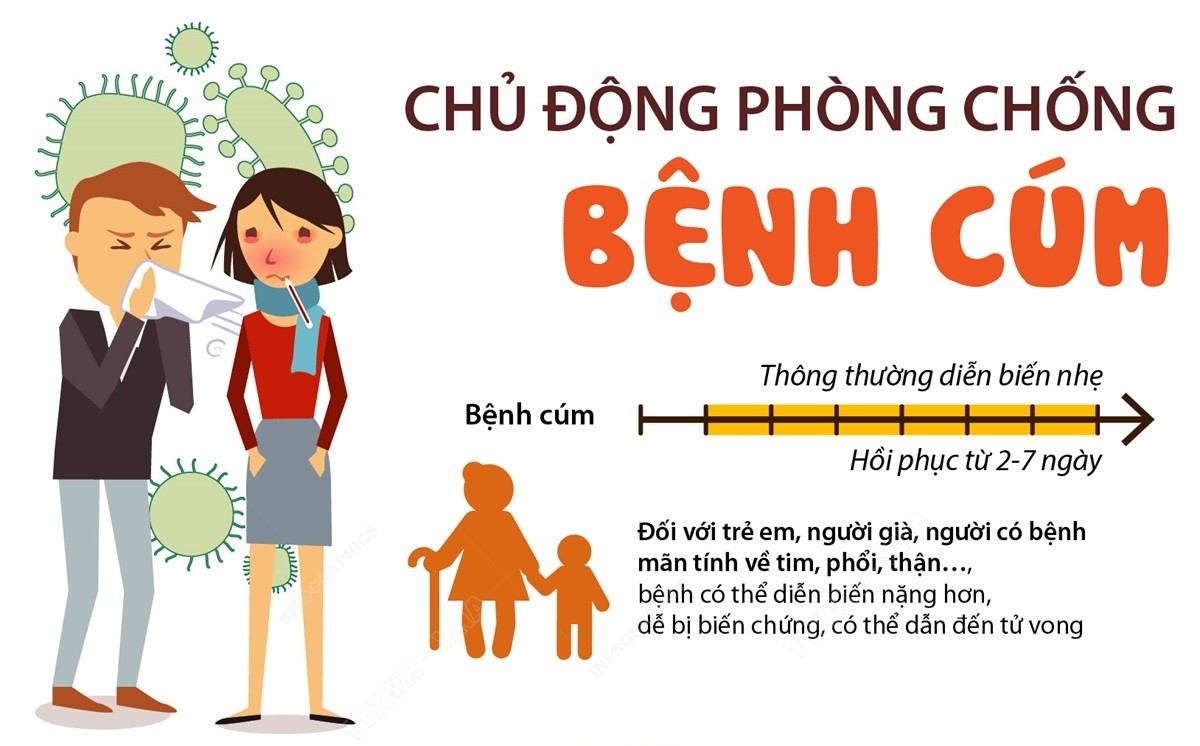 CHỦ ĐỘNG PHÒNG CHỐNG
BỆNH CÚM
Thông thường diễn biến nhẹ
Bệnh cúm
Hồi phục từ 2-7 ngày
Đối với trẻ em, người già, người có bệnh
mãn tính về tim, phổi, thận...,
bệnh có thể diễn biến nặng hơn,
dễ bị biến chứng, có thể dẫn đến tử vong